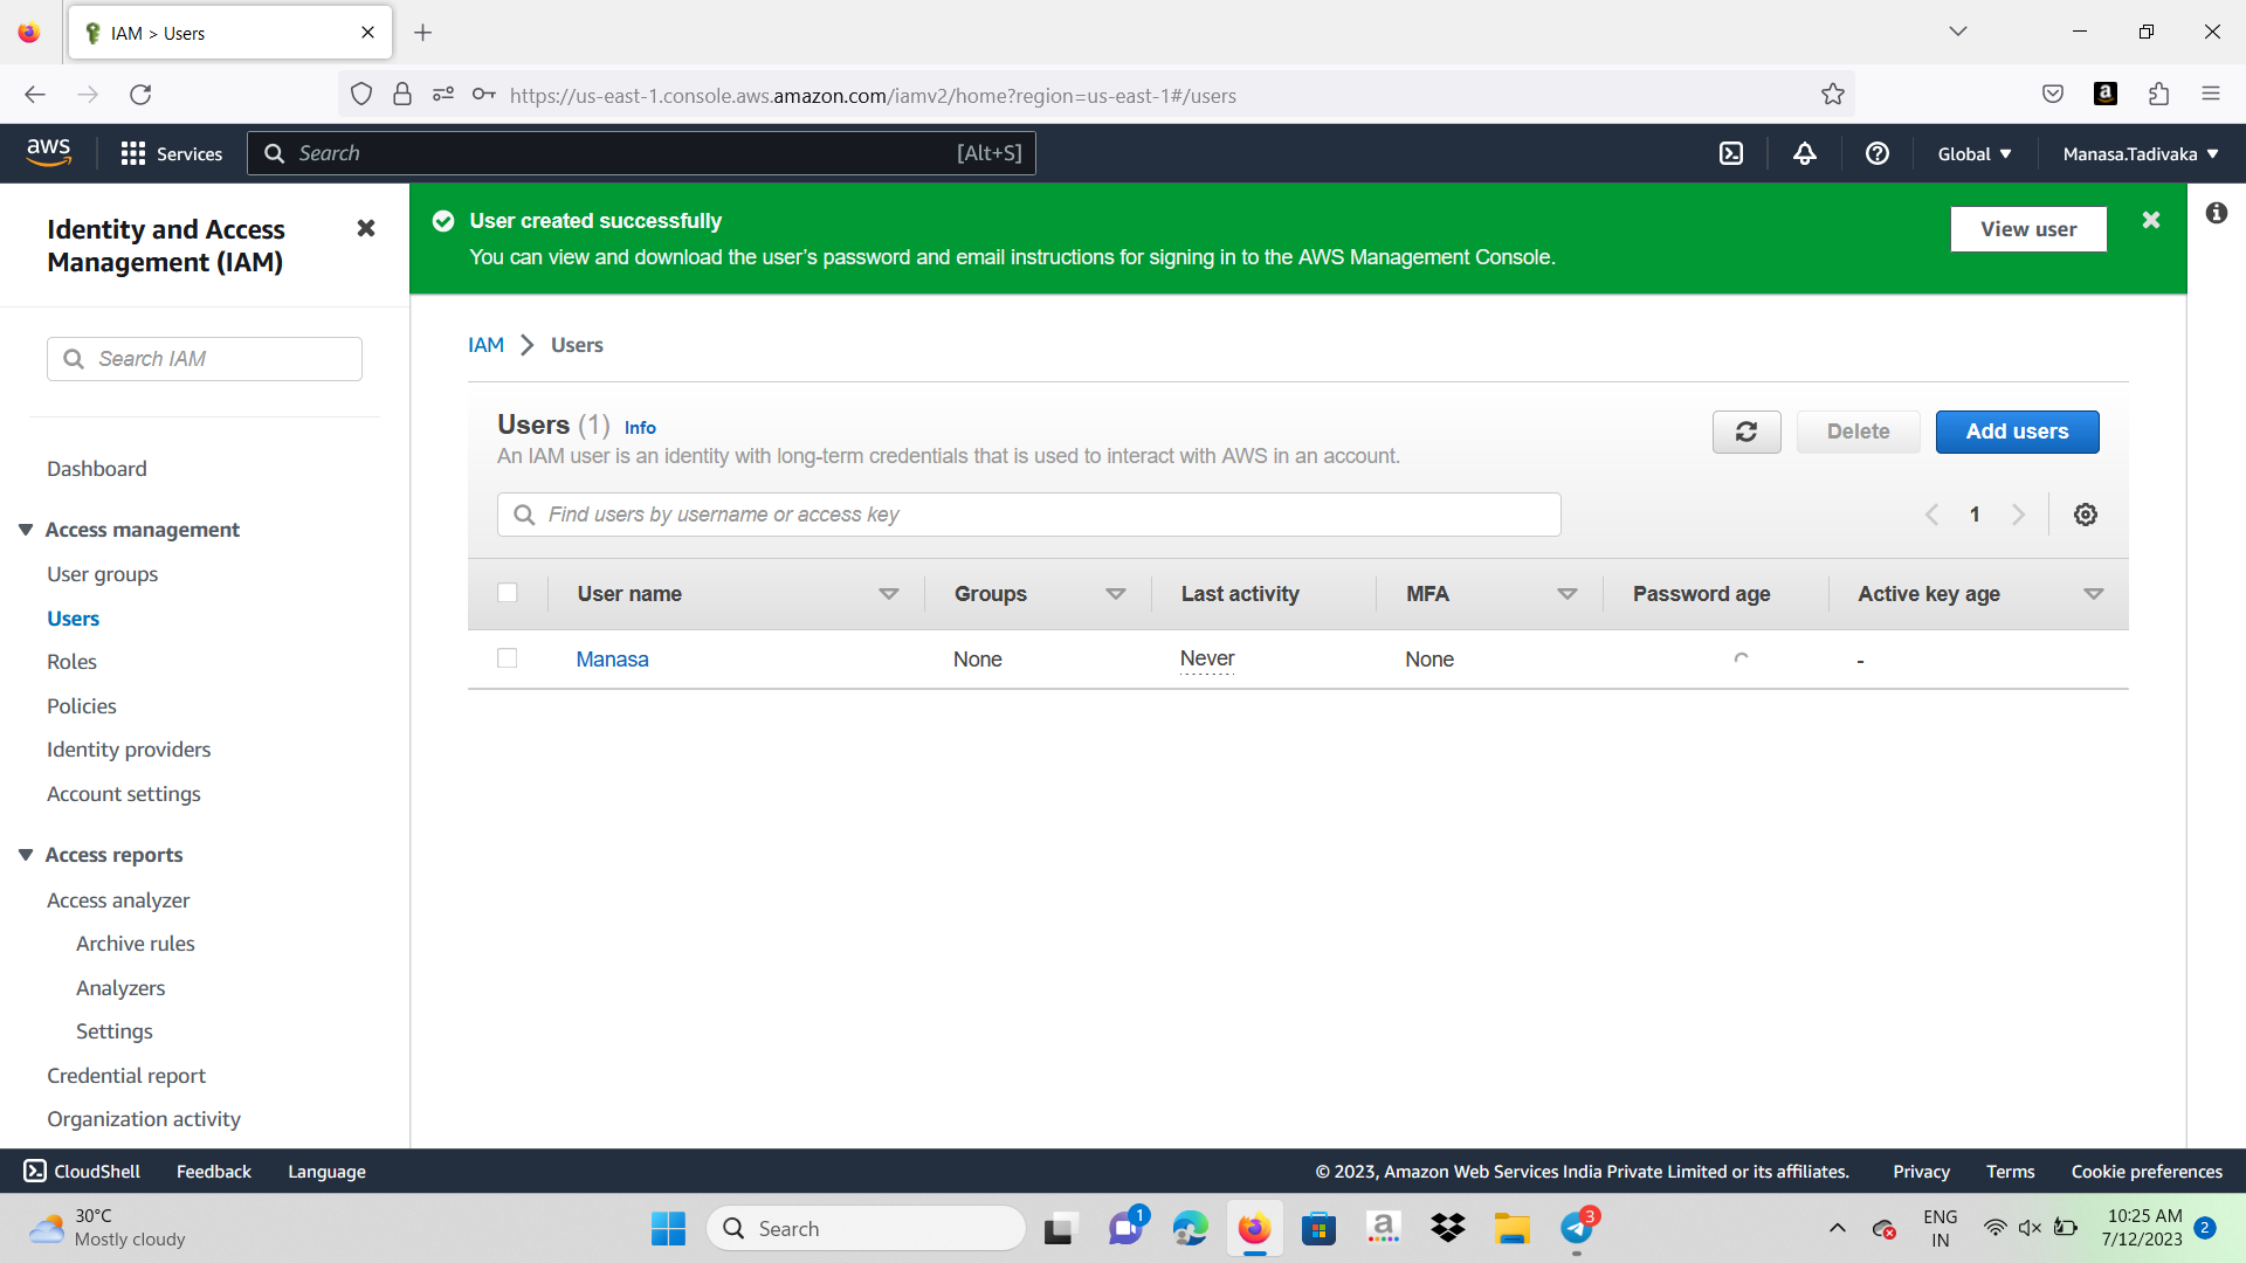 IAM > Users
https://us-east-1.console.aws.amazon.com/iamv2/home?region=us-east-1#/users
aws
Services
Search
[Alt+S]
Global
Manasa.Tadivaka
Identity and Access
Management (IAM)
Search IAM
Dashboard
Access management
User groups
Users
Roles
Policies
Identity providers
Account settings
Access reports
Access analyzer
Archive rules
Analyzers
Settings
Credential report
Organization activity
User created successfully
You can view and download the user's password and email instructions for signing in to the AWS Management Console.
View user
IAM > Users
Users (1) Info
An IAM user is an identity with long-term credentials that is used to interact with AWS in an account.
Delete
Add users
Find users by username or access key
1
User name Groups Last activity MFA Password age Active key age
Manasa None Never None -
CloudShell Feedback Language
© 2023, Amazon Web Services India Private Limited or its affiliates. Privacy Terms Cookie preferences
30°C
Mostly cloudy
Search
1
a
3
ENG
IN
10:25 AM
7/12/2023
2